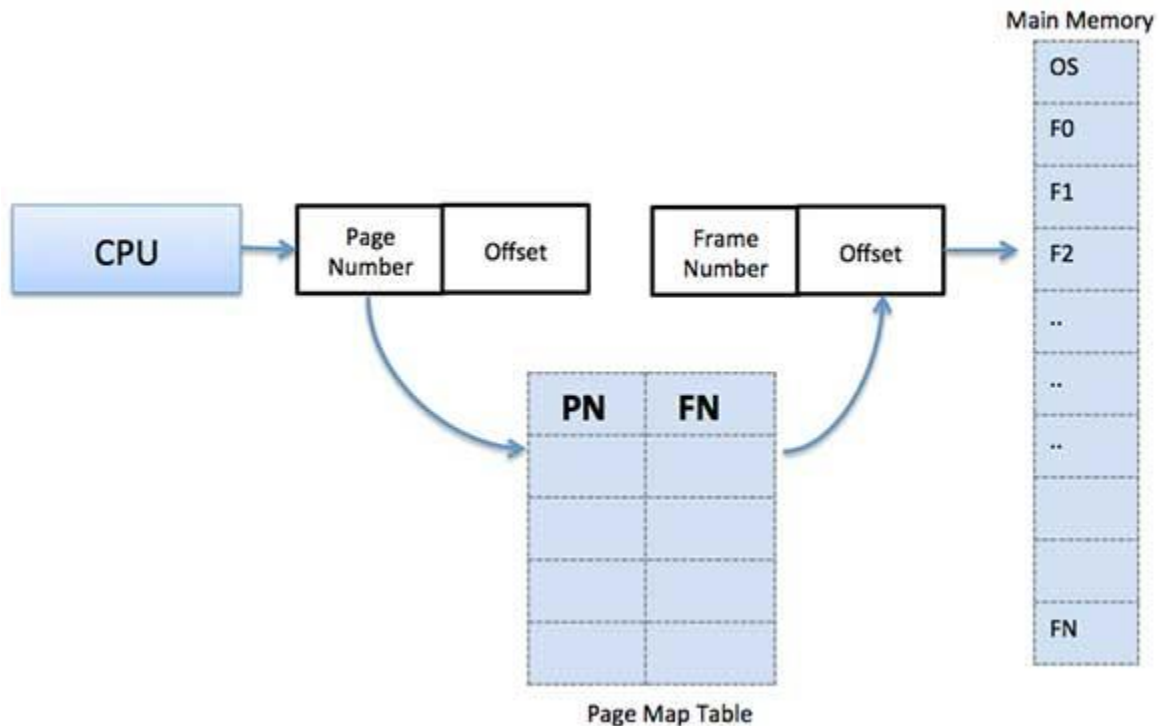 Main Memory
OS
F0
F1
F2
..
..
..
FN
CPU
Page
Number
Offset
Frame
Number
Offset
PN
FN
Page Map Table